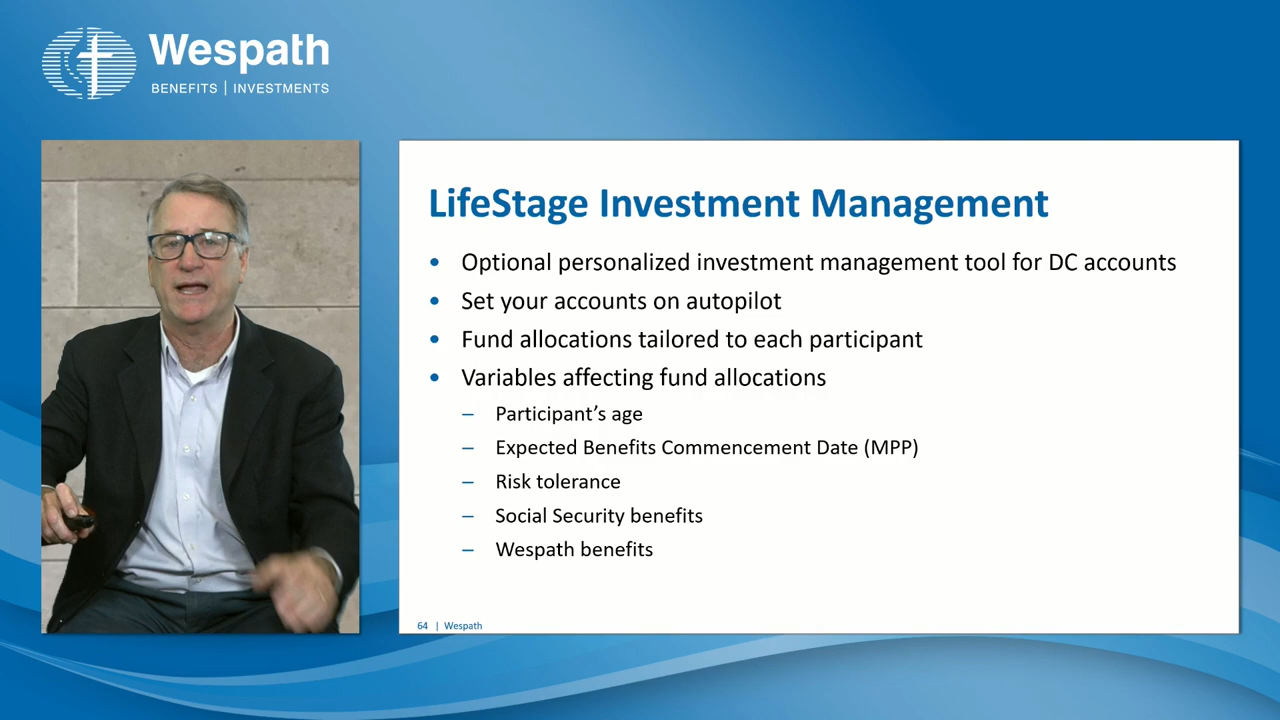 Wespath
BENEFITS | INVESTMENTS
LifeStage Investment Management
• Optional personalized investment management tool for DC accounts
• Set your accounts on autopilot
• Fund allocations tailored to each participant
• Variables affecting fund allocations
– Participant’s age
– Expected Benefits Commencement Date (MPP)
– Risk tolerance
– Social Security benefits
– Wespath benefits
64 | Wespath